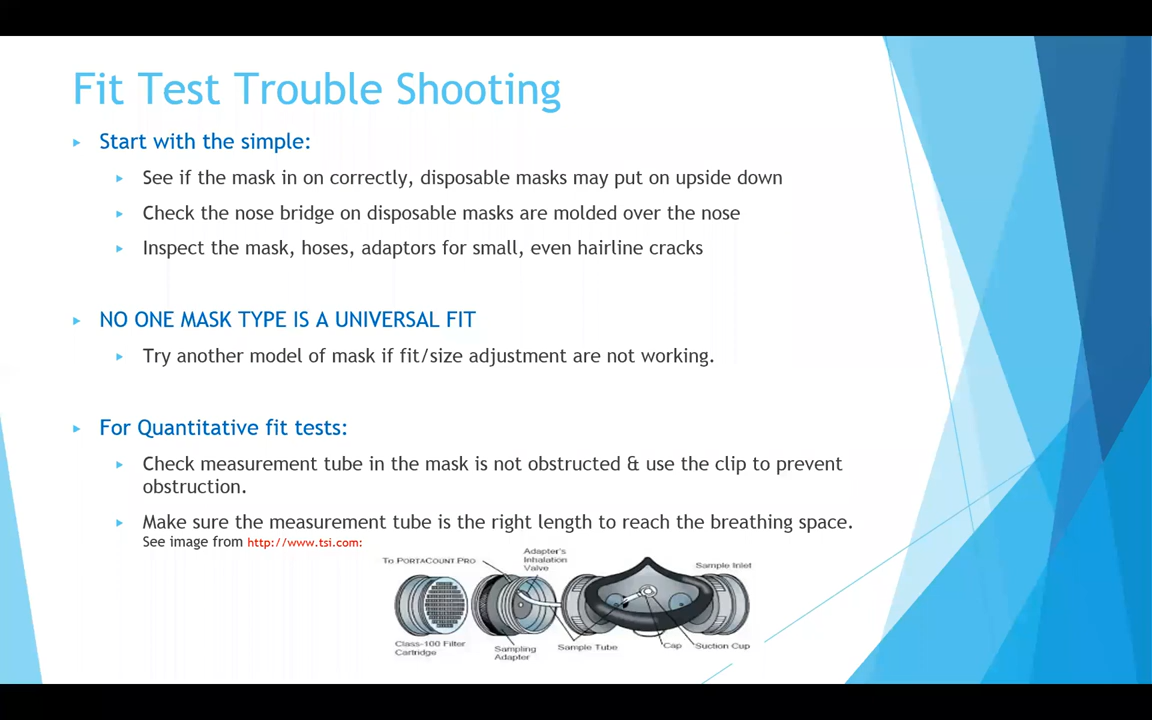 Fit Test Trouble Shooting
Start with the simple:
See if the mask in on correctly, disposable masks may put on upside down
Check the nose bridge on disposable masks are molded over the nose
Inspect the mask, hoses, adaptors for small, even hairline cracks
NO ONE MASK TYPE IS A UNIVERSAL FIT
Try another model of mask if fit/size adjustment are not working.
For Quantitative fit tests:
Check measurement tube in the mask is not obstructed & use the clip to prevent
obstruction.
Make sure the measurement tube is the right length to reach the breathing space.
See image from http://www.tsi.com:
Adapter's
Inhalation
Valve
To PORTACOUNT PRO
Sample Inlet
Class-100 Filter
Cartridge
Sampling
Adapter
Sample Tube
Cap
Suction Cup